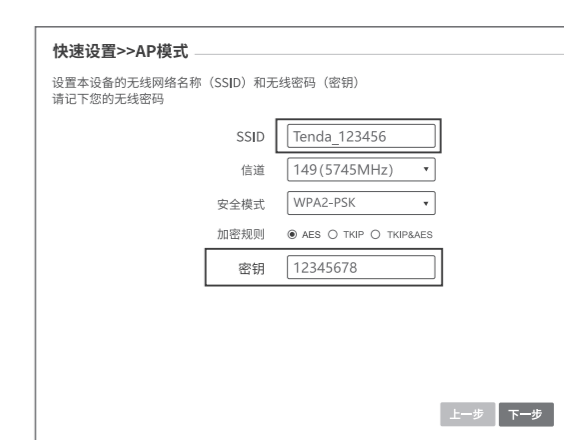 快速设置>>AP模式
设置本设备的无线网络名称（SSID）和无线密码（密钥）
请记下您的无线密码
SSID Tenda_123456
信道 149(5745MHz)
安全模式 WPA2-PSK
加密规则 AES TKIP TKIP&AES
密钥 12345678
上一步 下一步